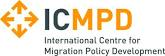 ICMPD
International Centre for
Migration Policy Development